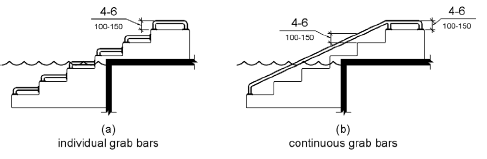 4-6
100-150
4-6
100-150
4-6
100-150
(a)
individual grab bars
(b)
continuous grab bars